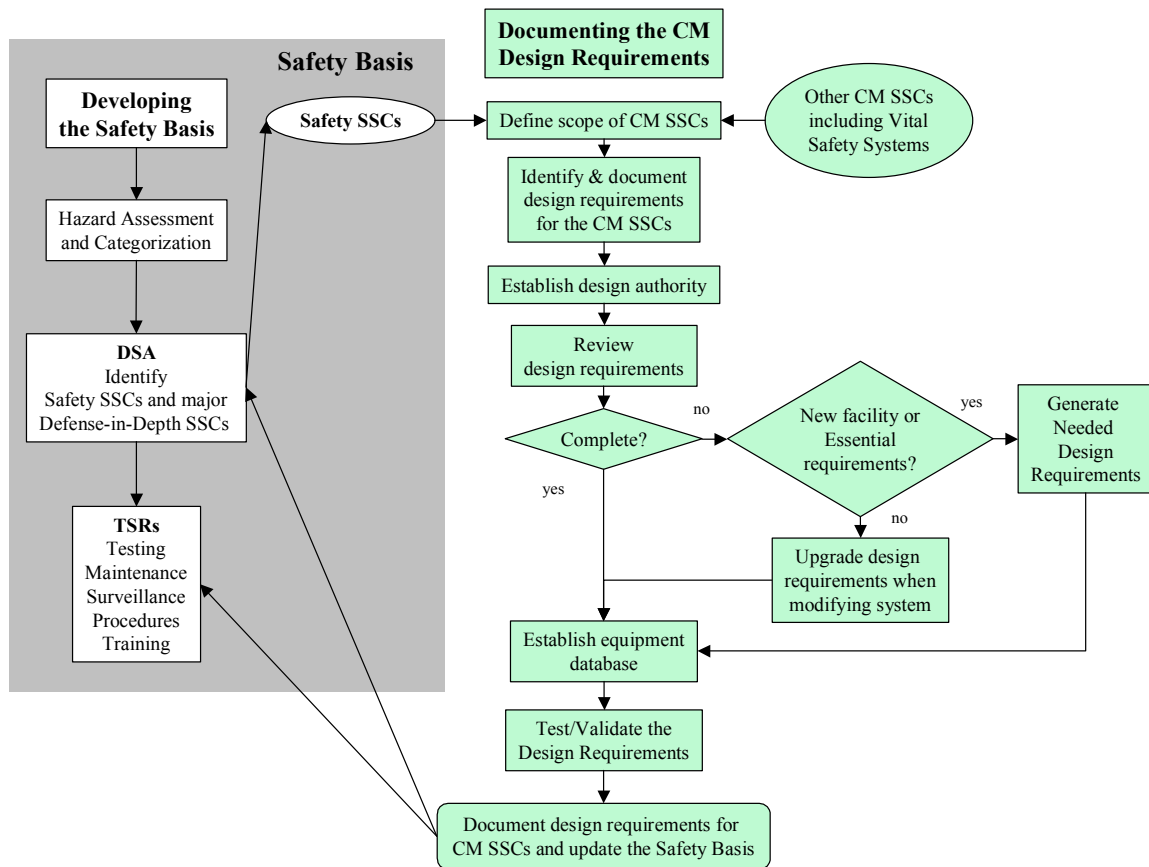 Documenting the CM
Design Requirements
Safety Basis
Developing
the Safety Basis
Hazard Assessment
and Categorization
DSA
Identify
Safety SSCs and major
Defense-in-Depth SSCs
TSRs
Testing
Maintenance
Surveillance
Procedures
Training
Safety SSCs
Define scope of CM SSCs
Other CM SSCs
including Vital
Safety Systems
Identify & document
design requirements
for the CM SSCs
Establish design authority
Review
design requirements
Complete?
no
yes
New facility or
Essential
requirements?
yes
no
Generate
Needed
Design
Requirements
Upgrade design
requirements when
modifying system
Establish equipment
database
Test/Validate the
Design Requirements
Document design requirements for
CM SSCs and update the Safety Basis